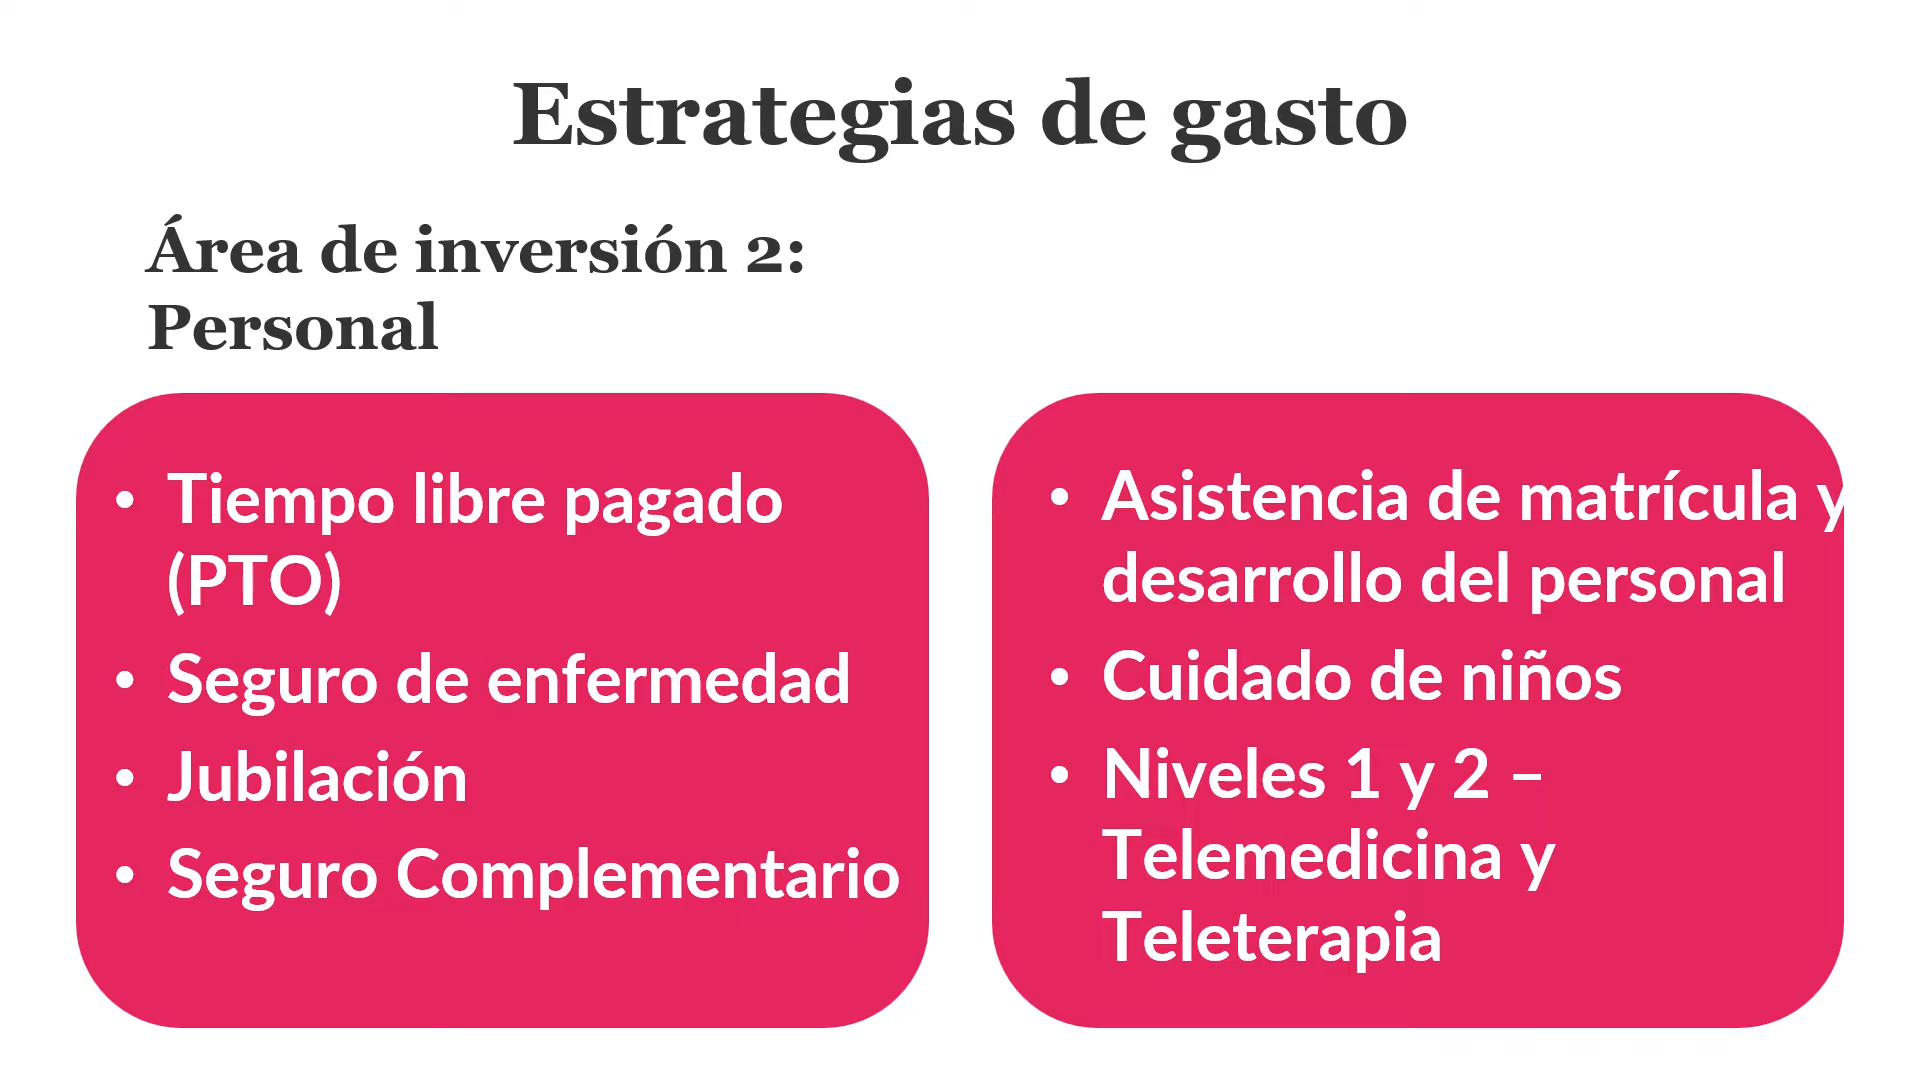 Estrategias de gasto
Área de inversión 2:
Personal
• Tiempo libre pagado
(PTO)
• Seguro de enfermedad
• Jubilación
• Seguro Complementario
• Asistencia de matrícula y
desarrollo del personal
• Cuidado de niños
• Niveles 1 y 2 –
Telemedicina y
Teleterapia